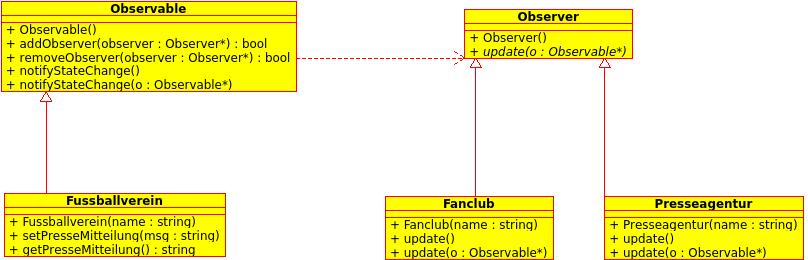 Observable
+ Observable()
+ addObserver(observer : Observer*) : bool
+ removeObserver(observer : Observer*) : bool
+ notifyStateChange()
+ notifyStateChange(o : Observable*)
Observer
+ Observer()
+ update(o : Observable*)
Fussballverein
+ Fussballverein(name : string)
+ setPresseMitteilung(msg : string)
+ getPresseMitteilung() : string
Fanclub
+ Fanclub(name : string)
+ update()
+ update(o : Observable*)
Presseagentur
+ Presseagentur(name : string)
+ update()
+ update(o : Observable*)